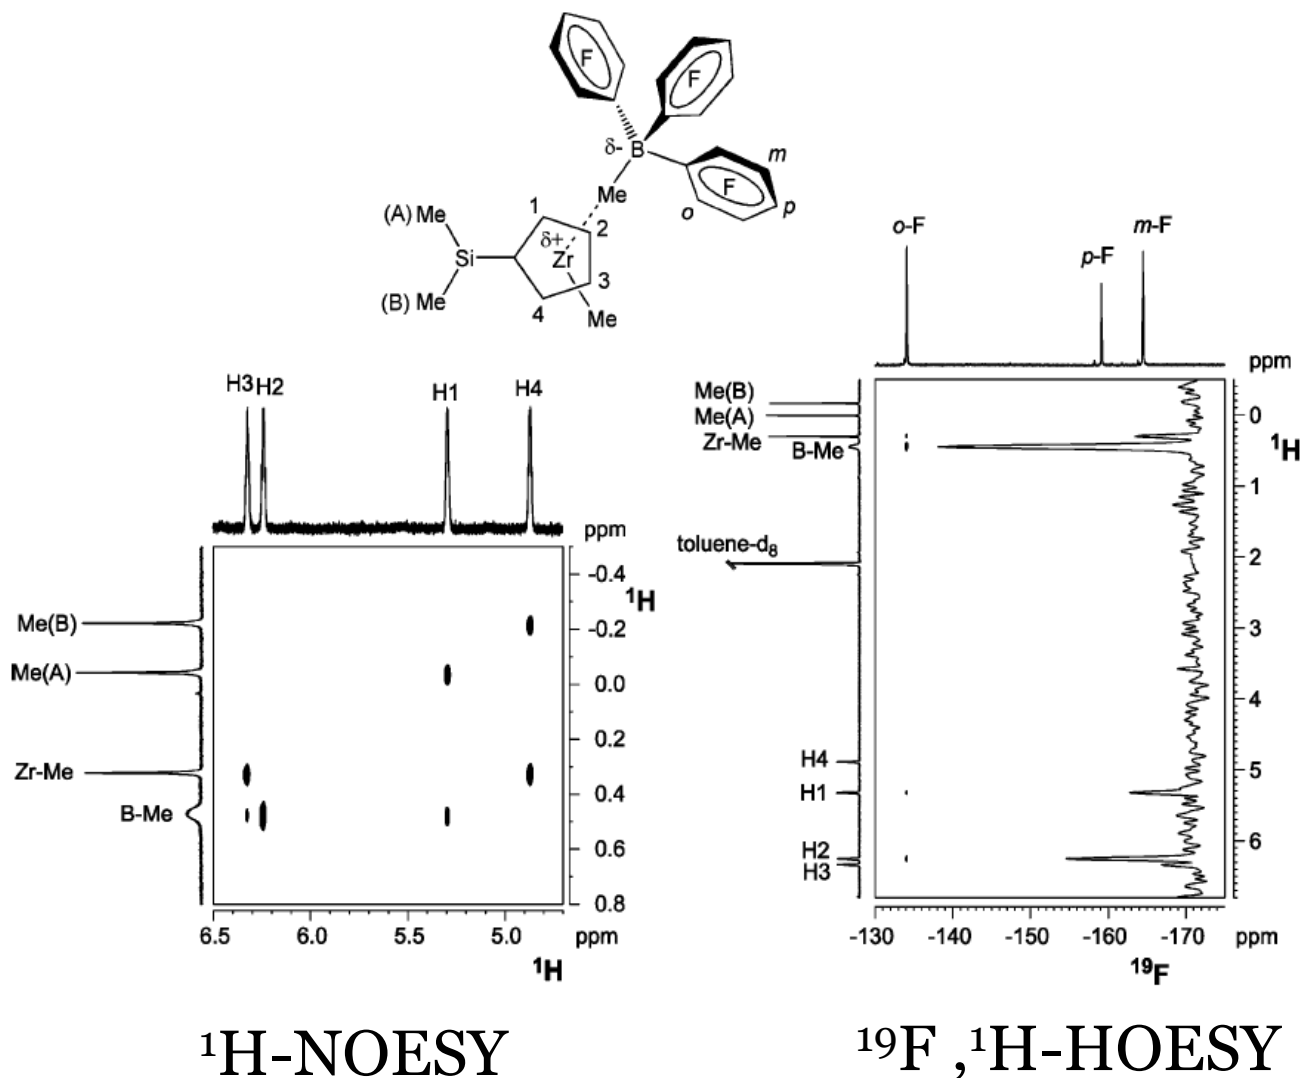 F
F
δ- B
m
F
Me
o
p
(A) Me
1
2
δ+
Si
Zr
3
(B) Me
4
Me
o-F
m-F
p-F
ppm
H3 H2
H1
H4
ppm
Me(B)
Me(A)
Zr-Me
B-Me
-0.4
-0.2
0.0
0.2
0.4
0.6
0.8
¹H
6.5
6.0
5.5
5.0
ppm
¹H
Me(B)
Me(A)
Zr-Me
B-Me
toluene-d₈
H4
H1
H2
H3
0
¹H
1
2
3
4
5
6
-130
-140
-150
-160
-170
ppm
¹⁹F
¹H-NOESY
¹⁹F ,¹H-HOESY